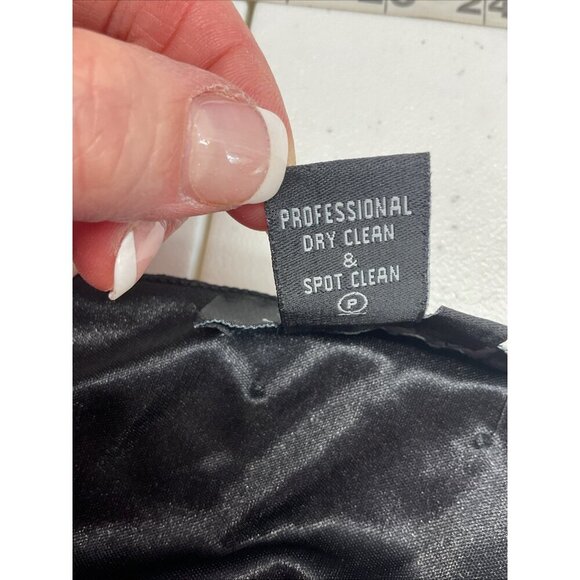 PROFESSIONAL
DRY CLEAN
&
SPOT CLEAN
P